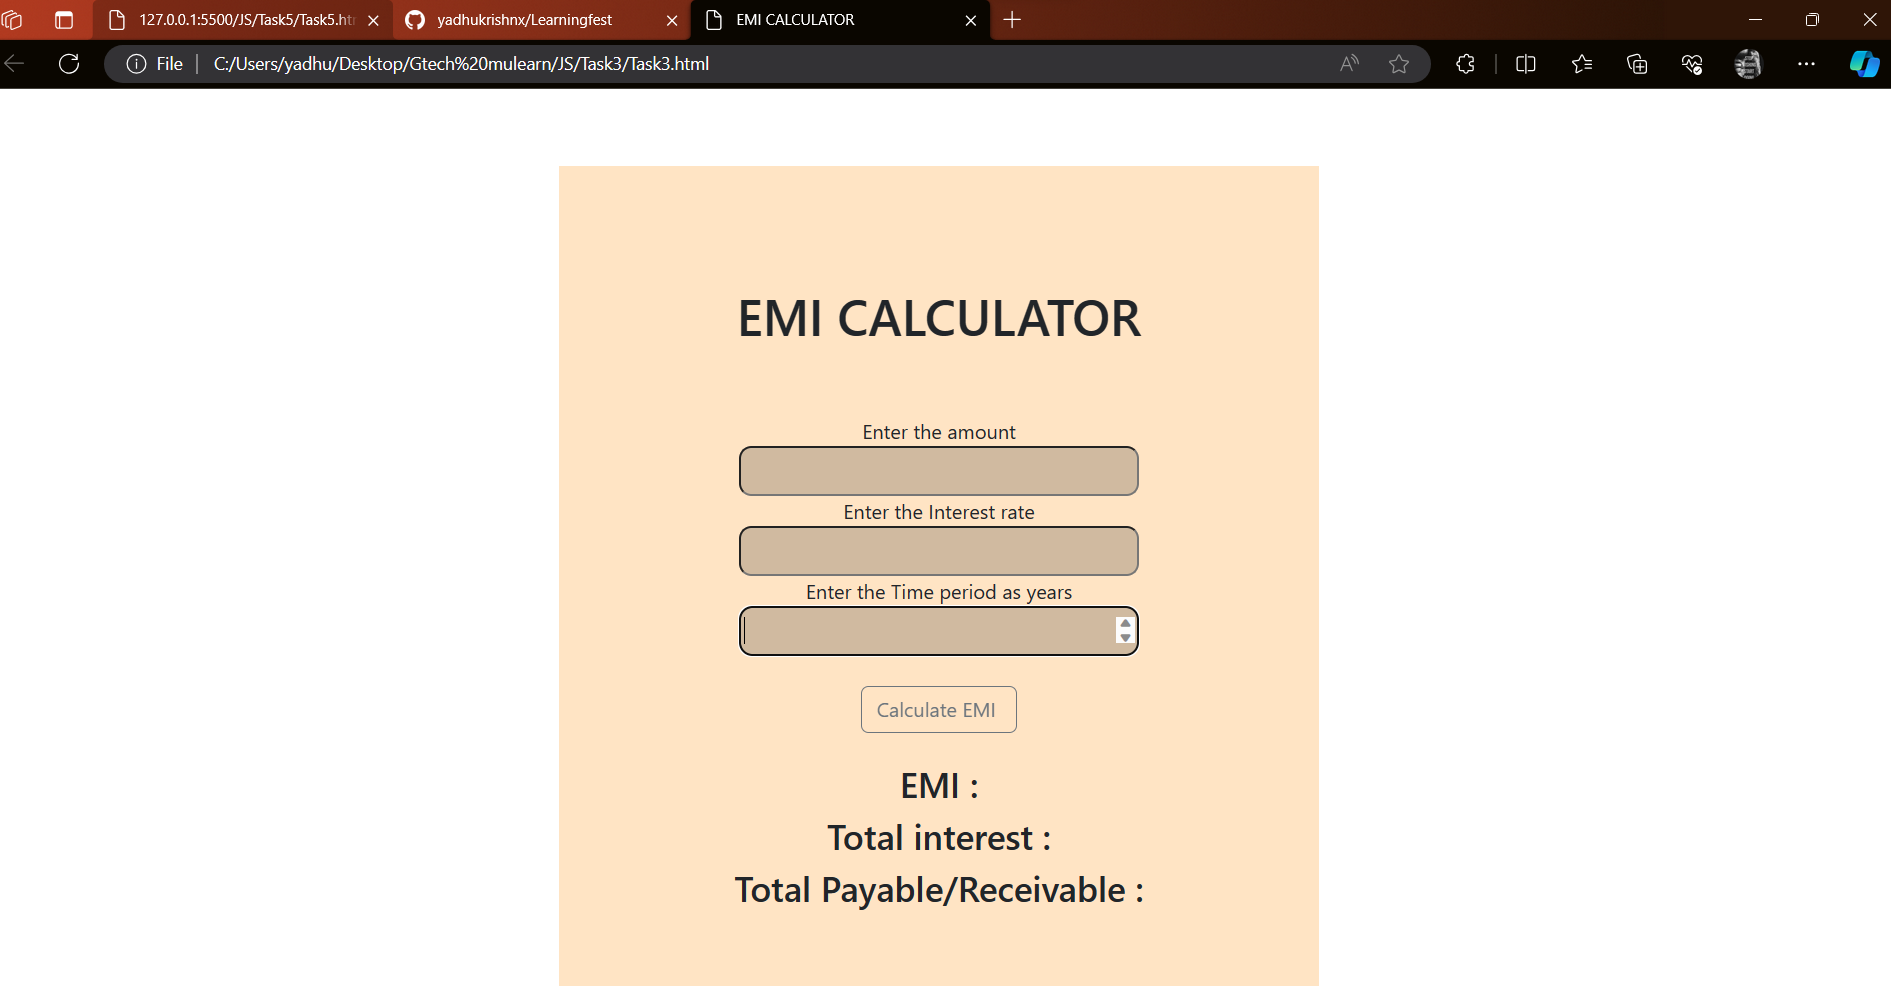 127.0.0.1:5500/JS/Task5/Task5.ht
yadhukrishnx/Learningfest
EMI CALCULATOR
File
C:/Users/yadhu/Desktop/Gtech%20mulearn/JS/Task3/Task3.html
EMI CALCULATOR
Enter the amount
Enter the Interest rate
Enter the Time period as years
Calculate EMI
EMI :
Total interest :
Total Payable/Receivable :